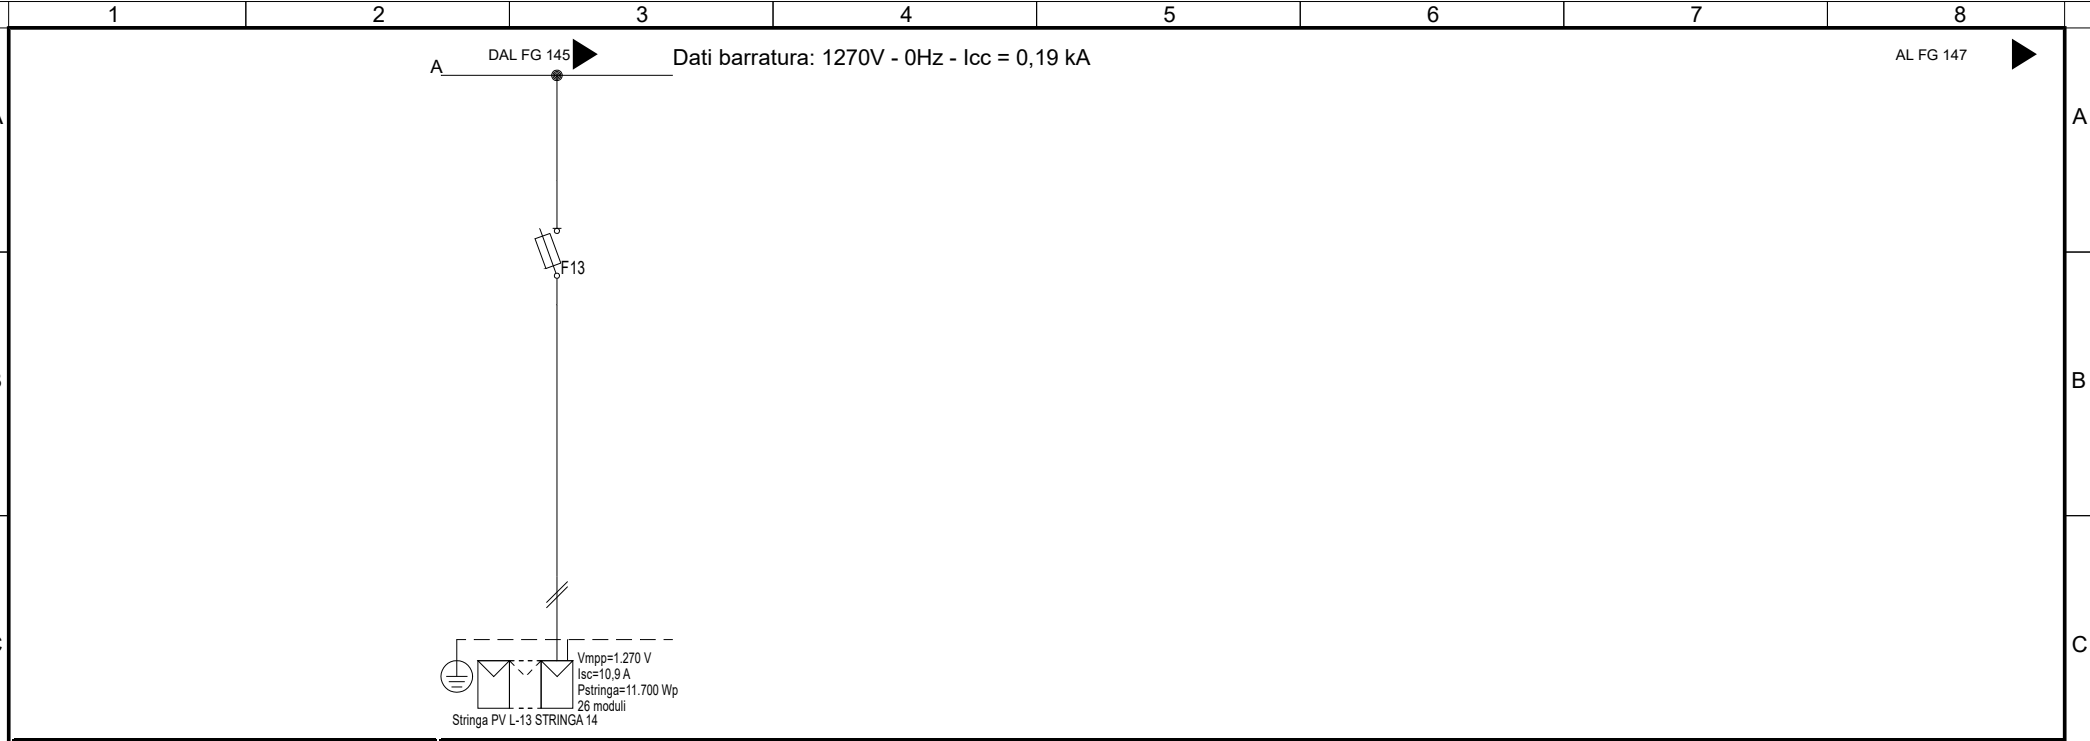 1 2 3 4 5 6 7 8
DAL FG 145
Dati barratura: 1270V - 0Hz - Icc = 0,19 kA
AL FG 147
A
A
F13
B
C
Vmpp=1.270 V
Isc=10,9 A
Pstringa=11.700 Wp
26 moduli
Stringa PV L-13 STRINGA 14